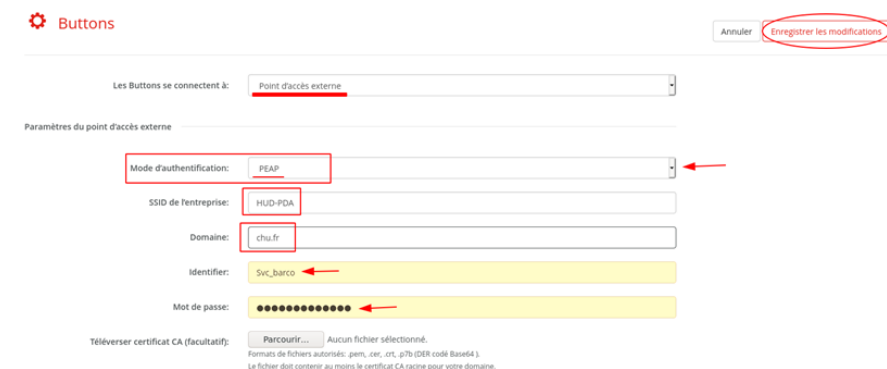 Buttons
Annuler
Enregistrer les modifications
Les Buttons se connectent à:
Point d'accès externe
Paramètres du point d'accès externe
Mode d'authentification:
PEAP
SSID de l'entreprise:
HUD-PDA
Domaine:
chu.fr
Identifier:
Svc_barco
Mot de passe:
●●●●●●●●●●●●●
Téléverser certificat CA (facultatif):
Parcourir...
Aucun fichier sélectionné.
Formats de fichiers autorisés: .pem, .cer, .crt, .p7b (DER codé Base64 ).
Le fichier doit contenir au moins le certificat CA racine pour votre domaine.